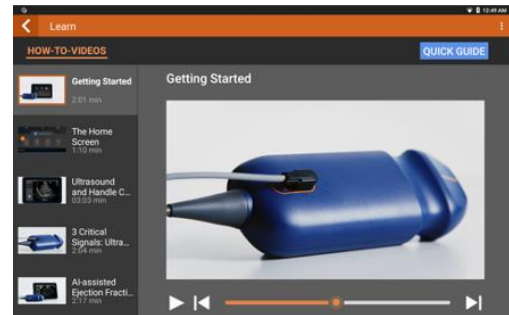 12:49 AM
Learn
HOW-TO-VIDEOS
QUICK GUIDE
Getting Started
2:01 min
The Home
Screen
1:10 min
Ultrasound
and Handle C...
03:03 min
3 Critical
Signals: Ultra...
2:04 min
AI-assisted
Ejection Fracti...
2:17 min
Getting Started